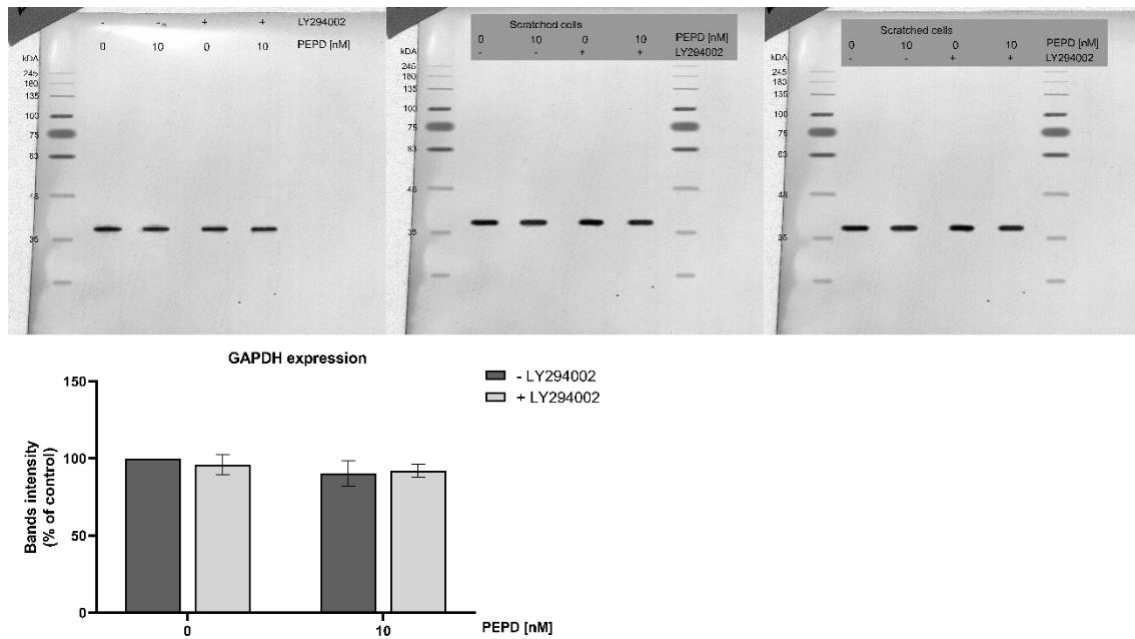 - - + + LY294002
0 10 0 10 PEPD [nM]
kDA
245
180
135
100
75
63
48
35
Scratched cells
0 10 0 10 PEPD [nM]
- - + + LY294002
kDA
245
180
135
100
75
63
48
35
Scratched cells
0 10 0 10 PEPD [nM]
- - + + LY294002
kDA
245
180
135
100
75
63
48
35
GAPDH expression
- LY294002
+ LY294002
Bands intensity
(% of control)
150
100
50
0
0 10 PEPD [nM]